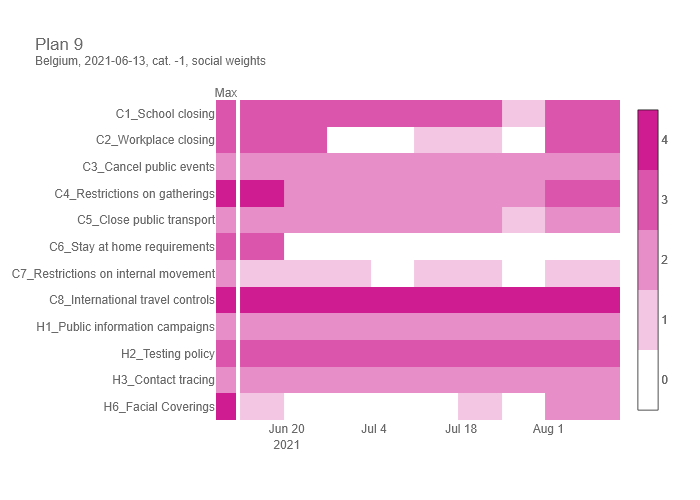 Plan 9
Belgium, 2021-06-13, cat. -1, social weights
Max
C1_School closing
C2_Workplace closing
C3_Cancel public events
C4_Restrictions on gatherings
C5_Close public transport
C6_Stay at home requirements
C7_Restrictions on internal movement
C8_International travel controls
H1_Public information campaigns
H2_Testing policy
H3_Contact tracing
H6_Facial Coverings
Jun 20 Jul 4 Jul 18 Aug 1
2021
4
3
2
1
0